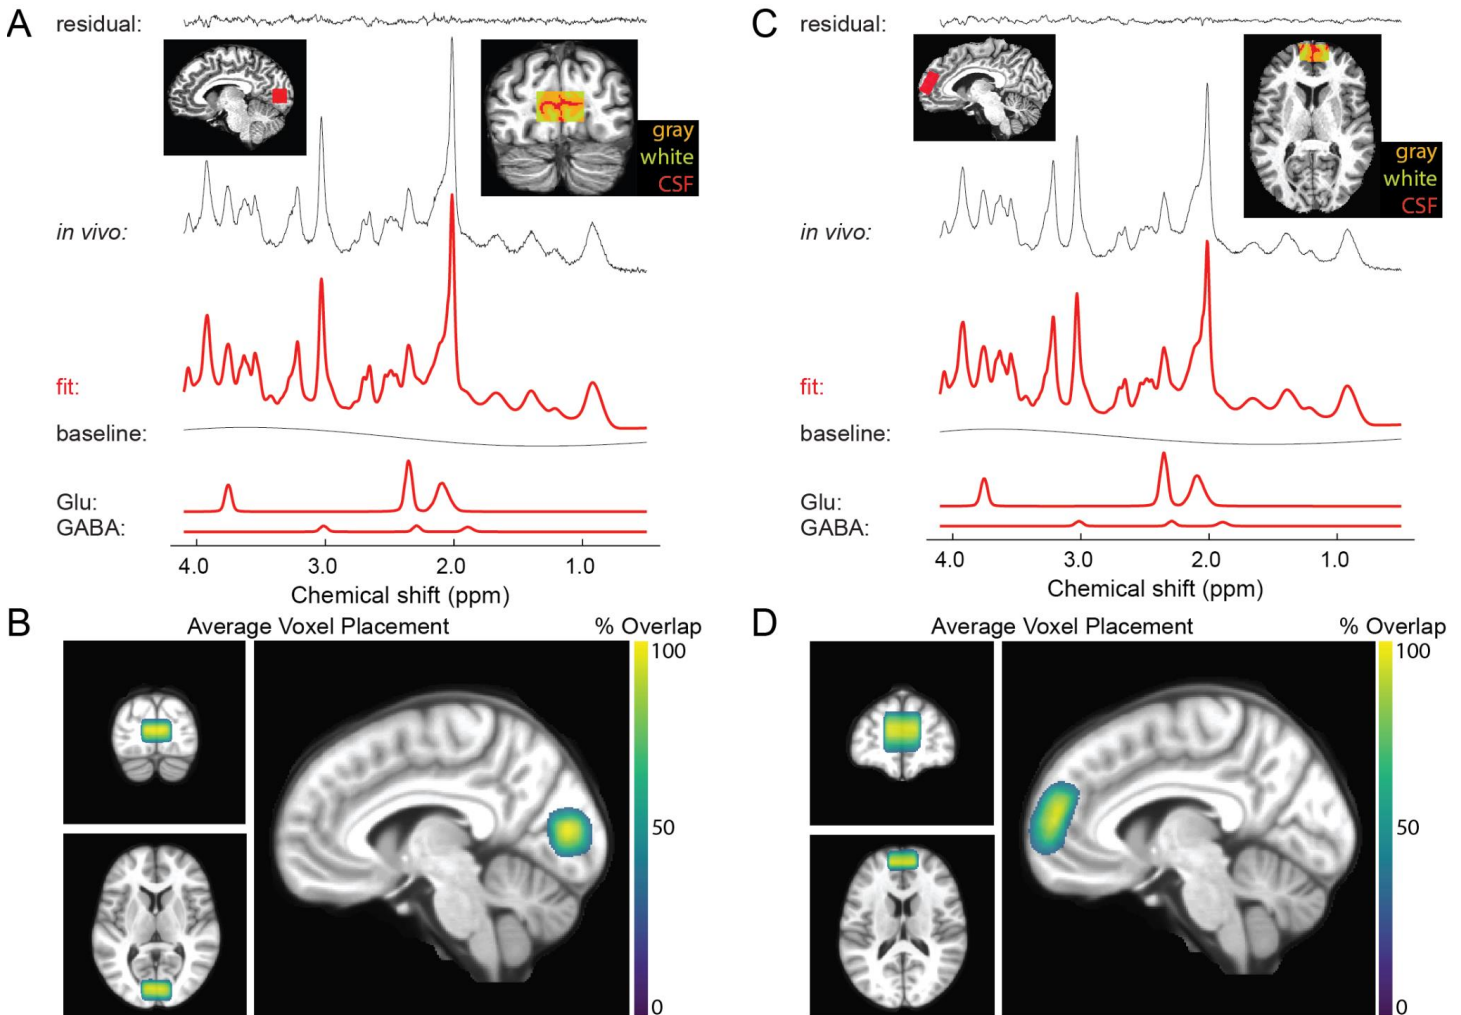 A
residual:
gray
white
CSF
in vivo:
fit:
baseline:
Glu:
GABA:
4.0 3.0 2.0 1.0
Chemical shift (ppm)
C
residual:
gray
white
CSF
in vivo:
fit:
baseline:
Glu:
GABA:
4.0 3.0 2.0 1.0
Chemical shift (ppm)
B
Average Voxel Placement % Overlap
100
50
0
D
Average Voxel Placement % Overlap
100
50
0